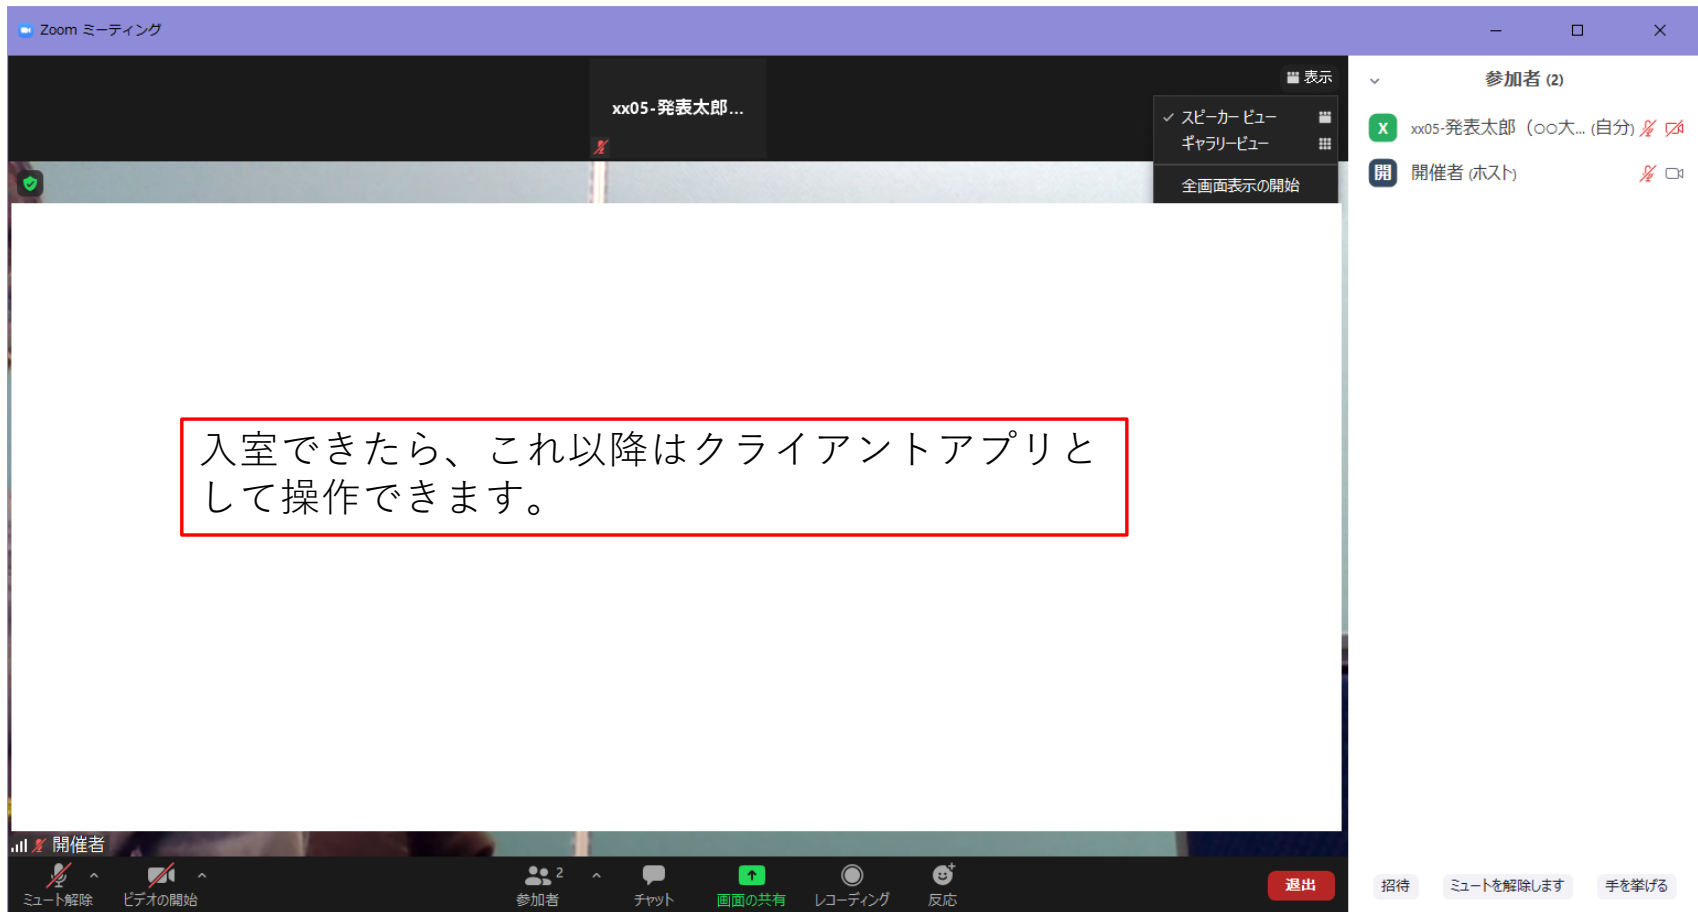 Zoom ミーティング
xx05-発表太郎...
表示
スピーカー ビュー
ギャラリービュー
全画面表示の開始
入室できたら、これ以降はクライアントアプリと
して操作できます。
開催者
ミュート解除
ビデオの開始
2
参加者
チャット
画面の共有
レコーディング
反応
退出
参加者 (2)
X xx05-発表太郎（○○大... (自分)
開 開催者 (ホスト)
招待
ミュートを解除します
手を挙げる